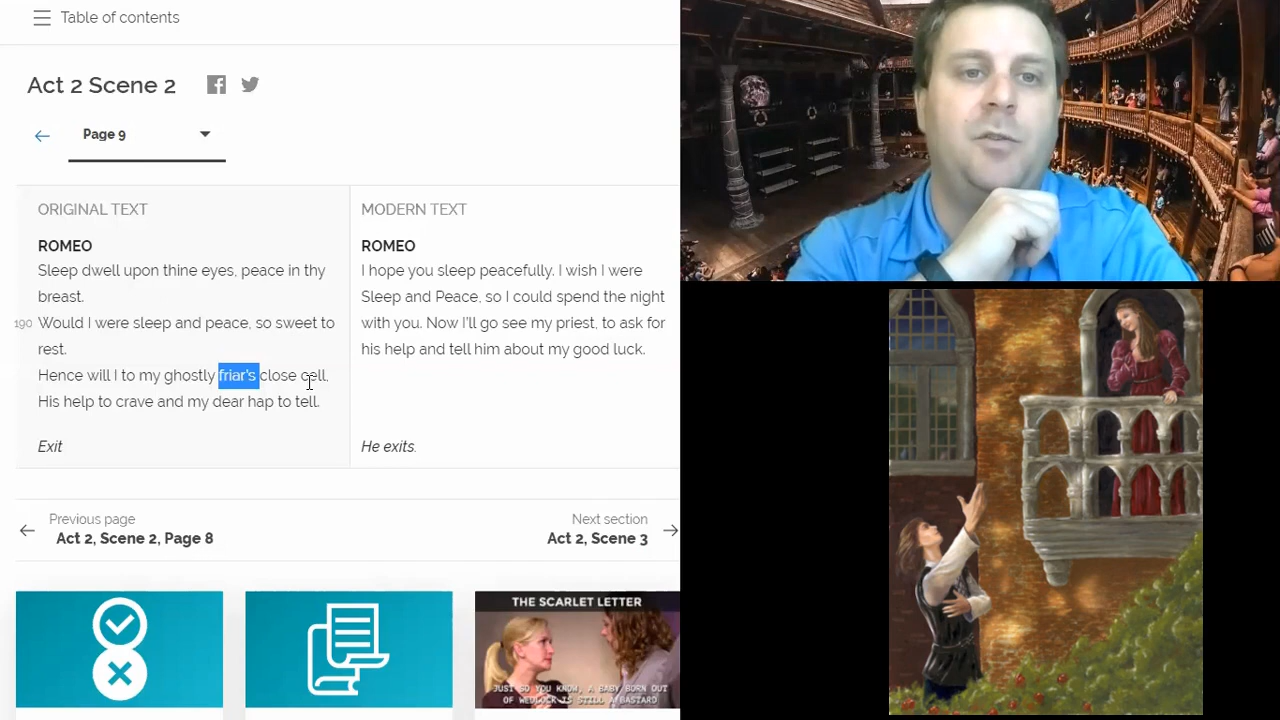 Table of contents
Act 2 Scene 2
Page 9
ORIGINAL TEXT
ROMEO
Sleep dwell upon thine eyes, peace in thy
breast.
190 Would I were sleep and peace, so sweet to
rest.
Hence will I to my ghostly friar's close cell,
His help to crave and my dear hap to tell.
Exit
MODERN TEXT
ROMEO
I hope you sleep peacefully. I wish I were
Sleep and Peace, so I could spend the night
with you. Now I'll go see my priest, to ask for
his help and tell him about my good luck.
He exits.
Previous page
Act 2, Scene 2, Page 8
Next section
Act 2, Scene 3
THE SCARLET LETTER
JUST SO YOU KNOW, A BABY BORN OUT
OF WEDLOCK IS STILL A BASTARD